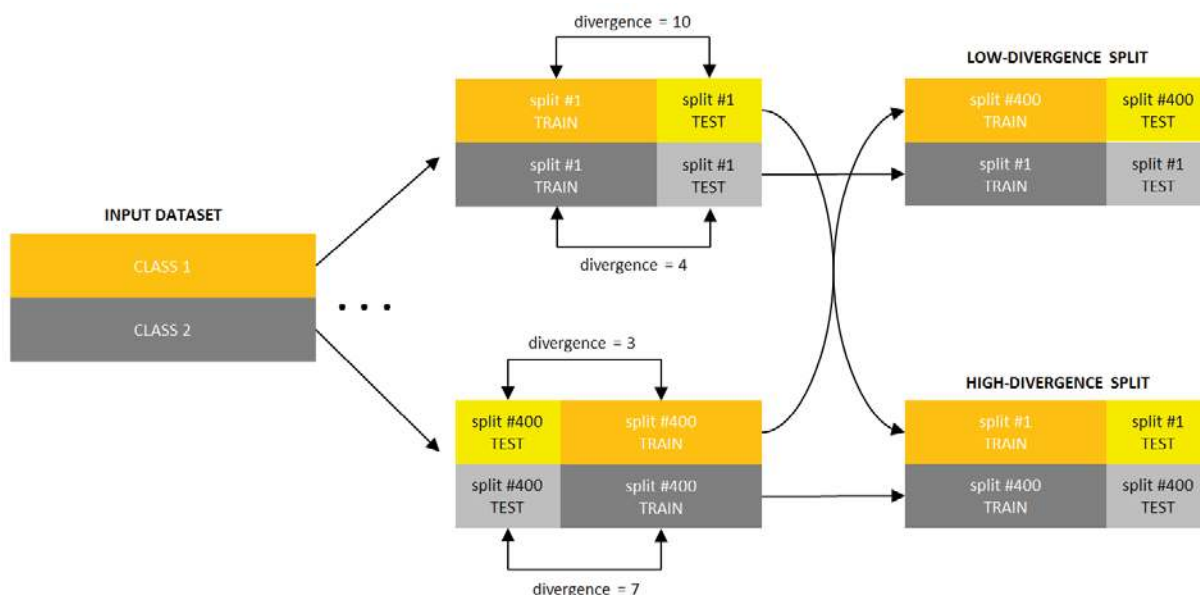 divergence = 10
LOW-DIVERGENCE SPLIT
split #1
TRAIN
split #1
TEST
split #400
TRAIN
split #400
TEST
split #1
TRAIN
split #1
TEST
split #1
TRAIN
split #1
TEST
INPUT DATASET
divergence = 4
CLASS 1
. . .
CLASS 2
divergence = 3
HIGH-DIVERGENCE SPLIT
split #400
TEST
split #400
TRAIN
split #1
TRAIN
split #1
TEST
split #400
TEST
split #400
TRAIN
split #400
TRAIN
split #400
TEST
divergence = 7